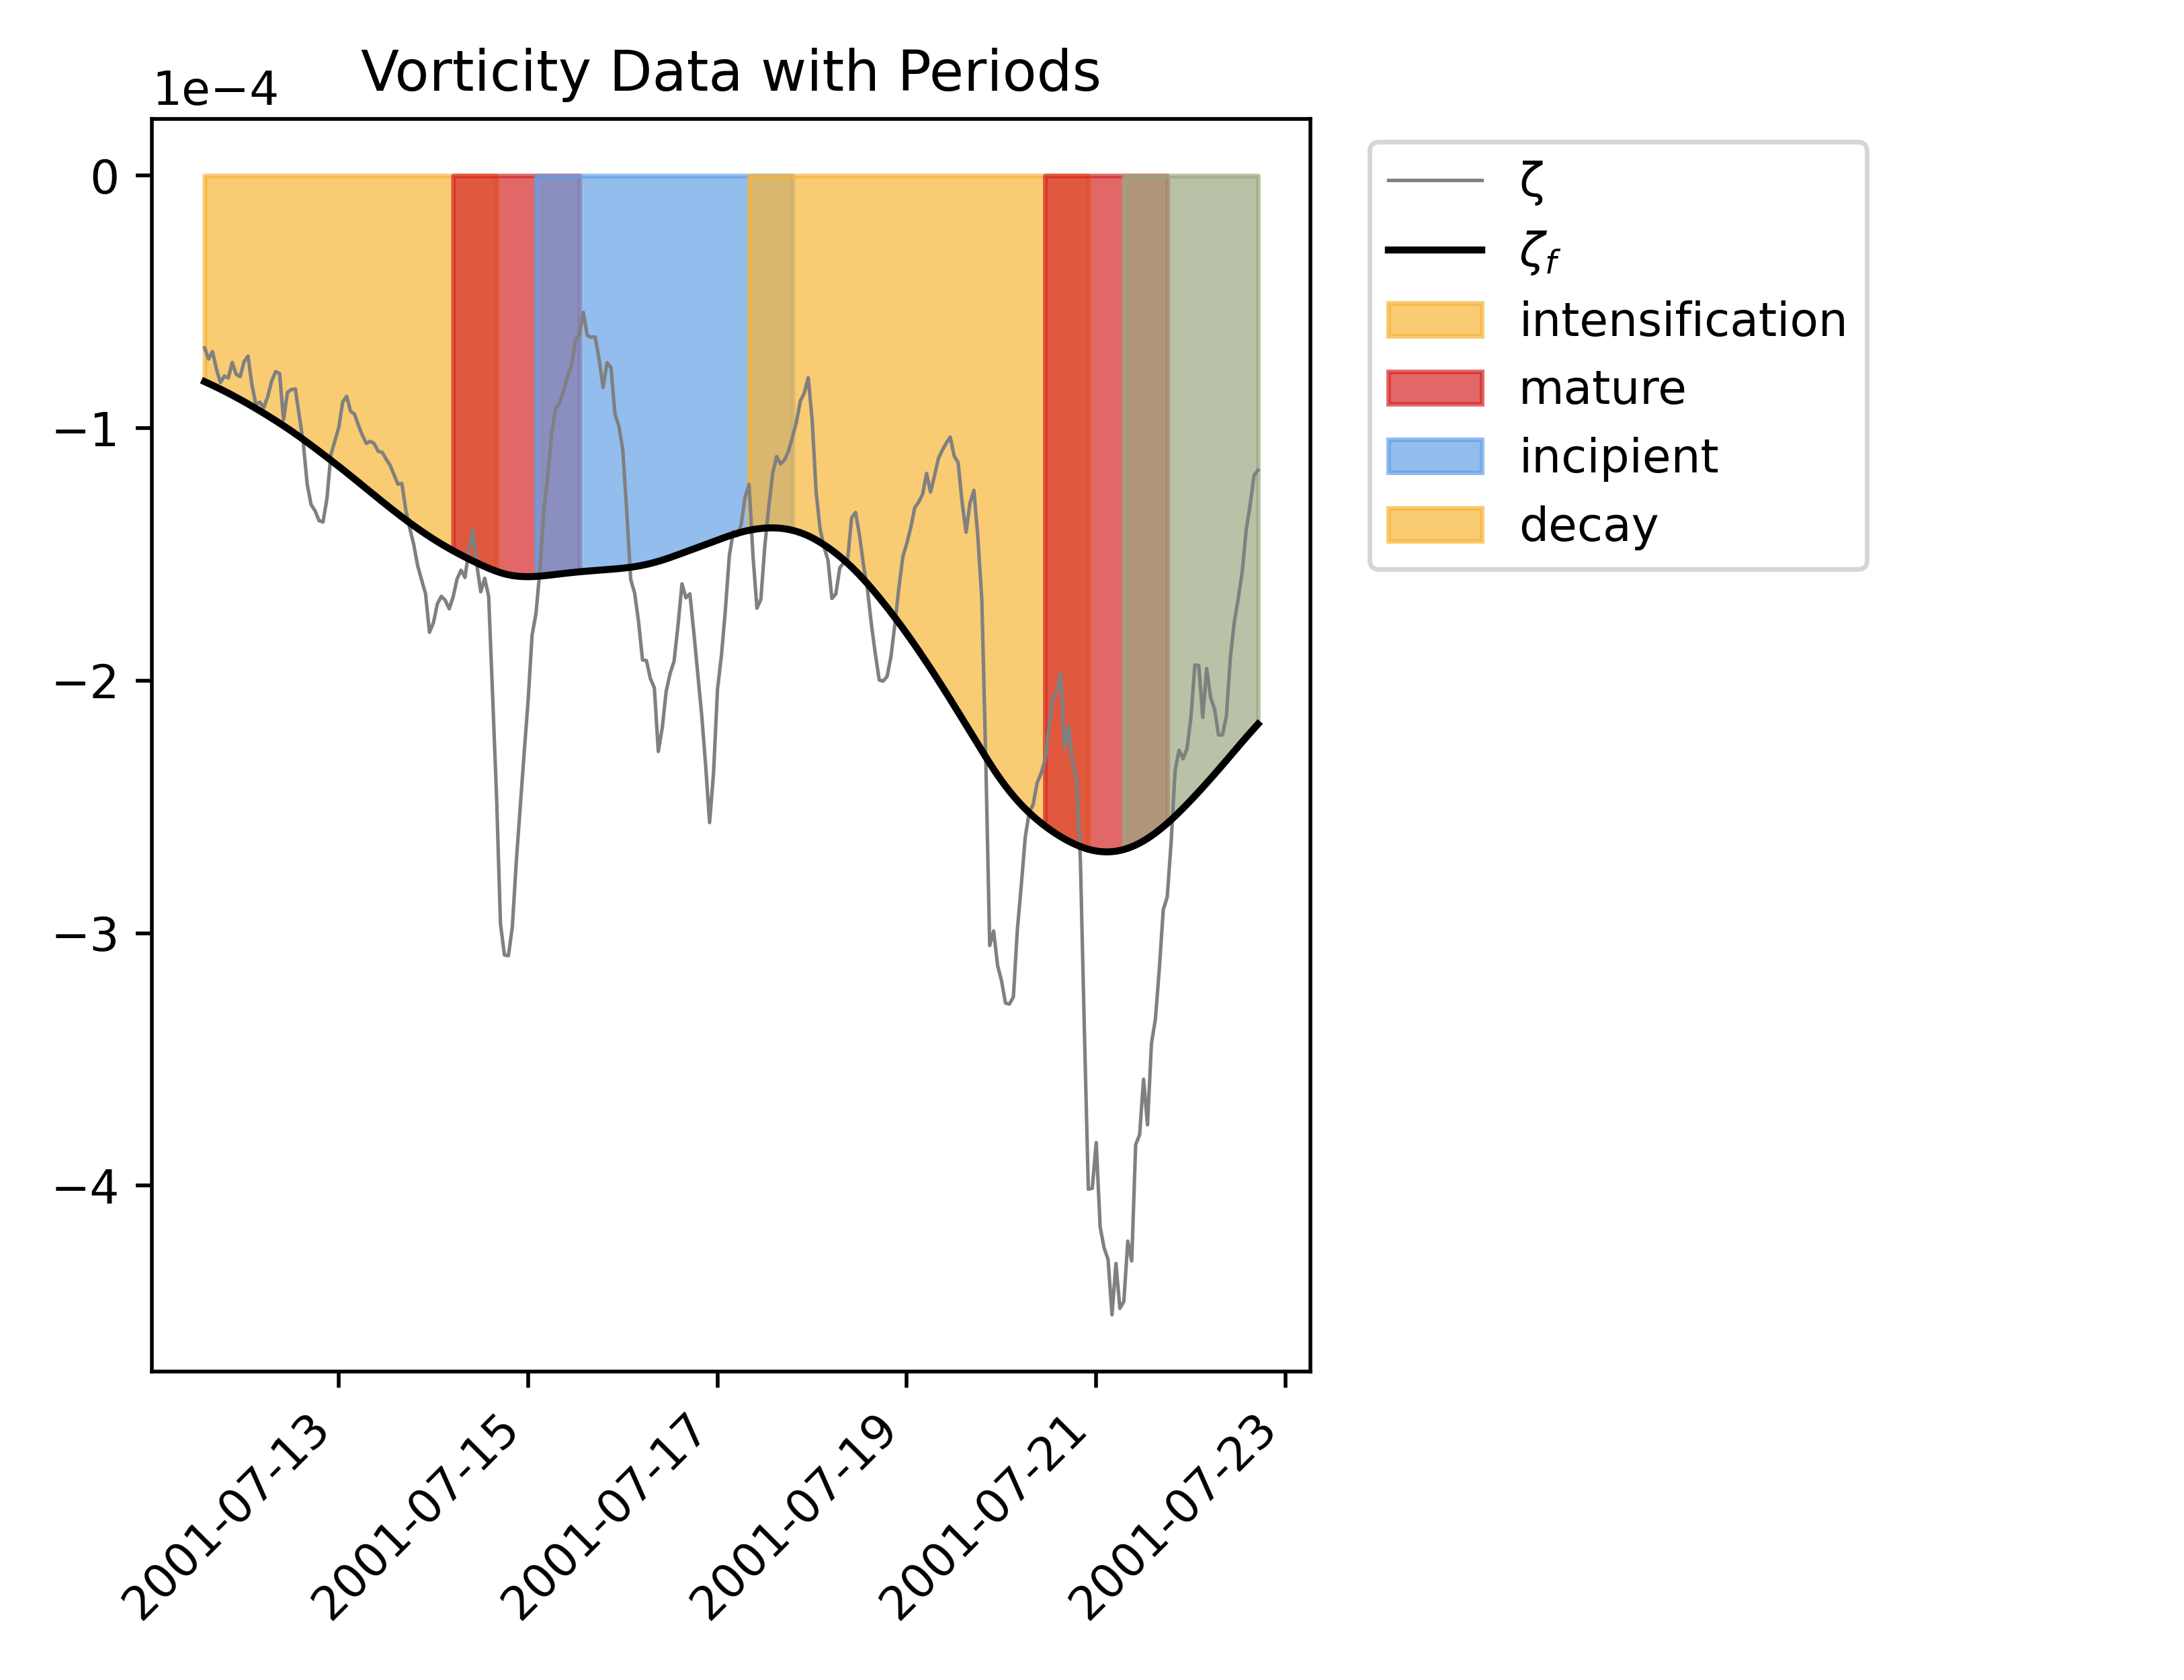 Vorticity Data with Periods
1e−4
0
−1
−2
−3
−4
2001-07-13
2001-07-15
2001-07-17
2001-07-19
2001-07-21
2001-07-23
ζ
ζf
intensification
mature
incipient
decay